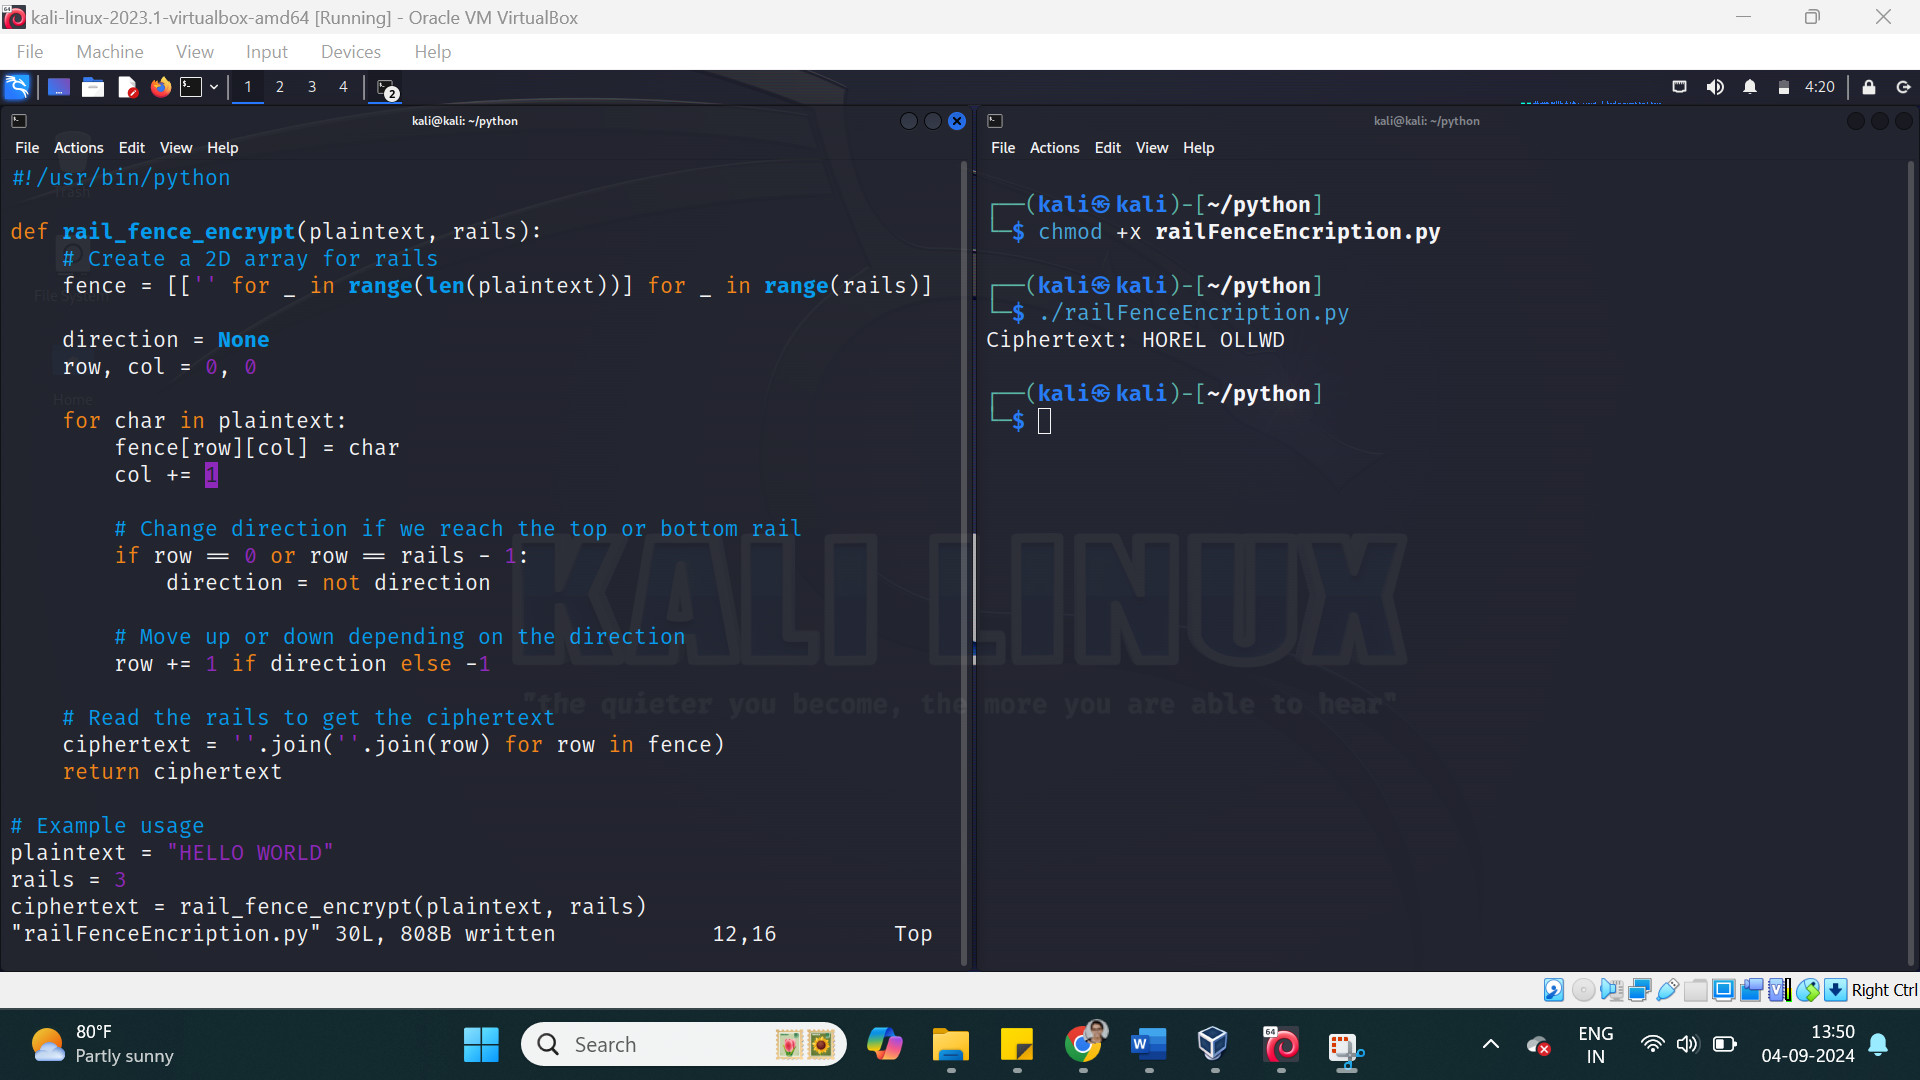 kali-linux-2023.1-virtualbox-amd64 [Running] - Oracle VM VirtualBox
File Machine View Input Devices Help
1 2 3 4 2 4:20
kali@kali: ~/python
File Actions Edit View Help
#!/usr/bin/python
def rail_fence_encrypt(plaintext, rails):
# Create a 2D array for rails
fence = [['' for _ in range(len(plaintext))] for _ in range(rails)]
direction = None
row, col = 0, 0
for char in plaintext:
fence[row][col] = char
col += 1
# Change direction if we reach the top or bottom rail
if row == 0 or row == rails - 1:
direction = not direction
# Move up or down depending on the direction
row += 1 if direction else -1
# Read the rails to get the ciphertext
ciphertext = ''.join(''.join(row) for row in fence)
return ciphertext
# Example usage
plaintext = "HELLO WORLD"
rails = 3
ciphertext = rail_fence_encrypt(plaintext, rails)
"railFenceEncription.py" 30L, 808B written 12,16 Top
Trash
File System
Home
kali@kali: ~/python
File Actions Edit View Help
(kali㉿kali)-[~/python]
$ chmod +x railFenceEncription.py
(kali㉿kali)-[~/python]
$ ./railFenceEncription.py
Ciphertext: HOREL OLLWD
(kali㉿kali)-[~/python]
$
KALI LINUX
"the quieter you become, the more you are able to hear"
Right Ctrl
80°F
Partly sunny
Search
64
ENG
IN
13:50
04-09-2024